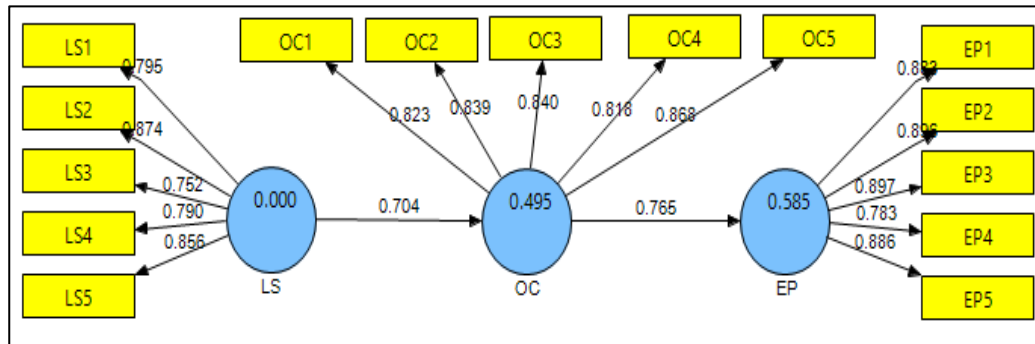 LS1
LS2
LS3
LS4
LS5
OC1
OC2
OC3
OC4
OC5
EP1
EP2
EP3
EP4
EP5
0.795
0.874
0.752
0.790
0.856
0.823
0.839
0.840
0.818
0.868
0.897
0.783
0.886
0.000
0.704
0.495
0.765
0.585
LS
OC
EP